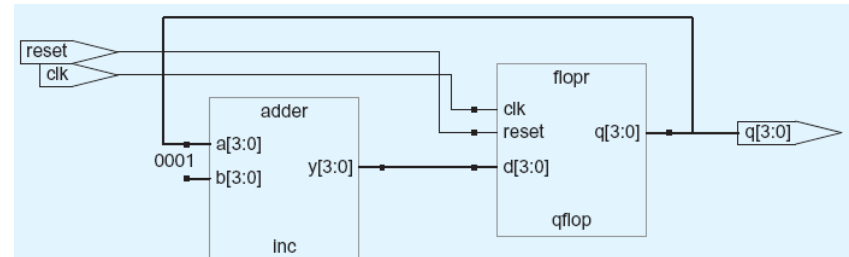 reset
clk
adder
0001
a[3:0]
b[3:0]
y[3:0]
inc
flopr
clk
reset
d[3:0]
q[3:0]
qflop
q[3:0]